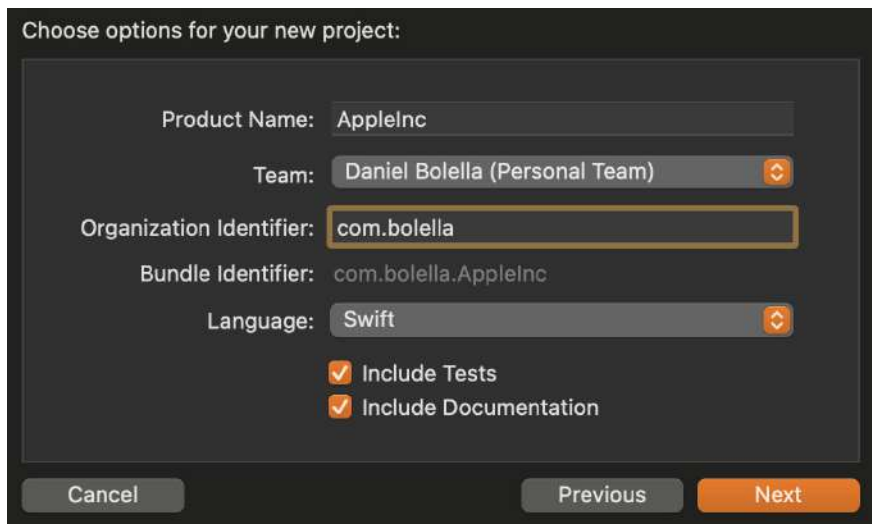 Choose options for your new project:
Product Name: AppleInc
Team: Daniel Bolella (Personal Team)
Organization Identifier: com.bolella
Bundle Identifier: com.bolella.AppleInc
Language: Swift
Include Tests
Include Documentation
Cancel Previous Next